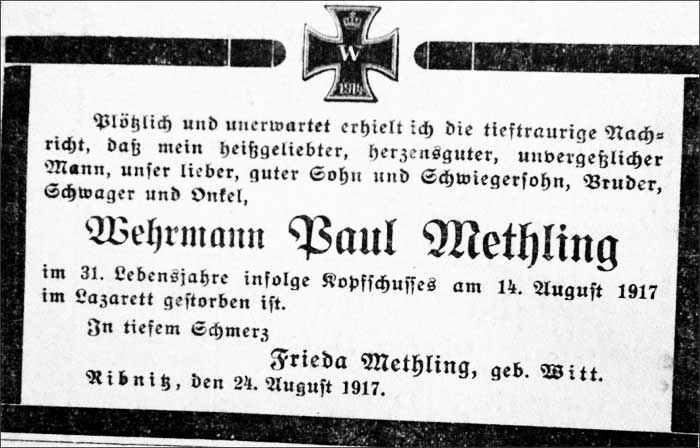 W
1914
Plötzlich und unerwartet erhielt ich die tieftraurige Nach-
richt, daß mein heißgeliebter, herzensguter, unvergeßlicher
Mann, unser lieber, guter Sohn und Schwiegersohn, Bruder,
Schwager und Onkel,
Wehrmann Paul Methling
im 31. Lebensjahre infolge Kopfschusses am 14. August 1917
im Lazarett gestorben ist.
In tiefem Schmerz
Frieda Methling, geb. Witt.
Ribnitz, den 24. August 1917.